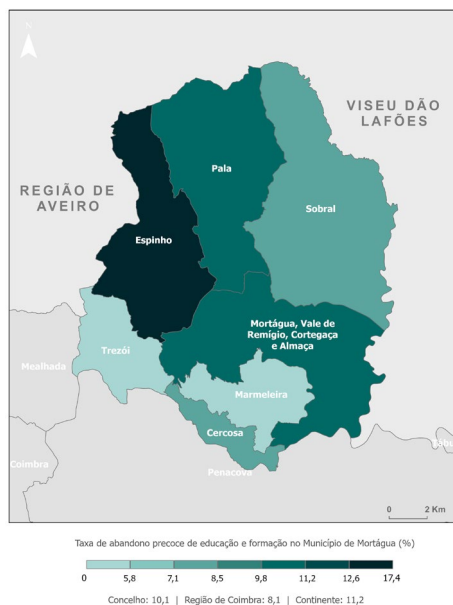 N
VISEU DÃO
LAFÕES
Pala
REGIÃO DE
AVEIRO
Sobral
Espinho
Mortágua, Vale de
Remígio, Cortegaça
e Almaça
Trezói
Mealhada
Marmeleira
Cercosa
Coimbra
Penacova
0 2 Km
Taxa de abandono precoce de educação e formação no Município de Mortágua (%)
0 5,8 7,1 8,5 9,8 11,2 12,6 17,4
Concelho: 10,1 | Região de Coimbra: 8,1 | Continente: 11,2